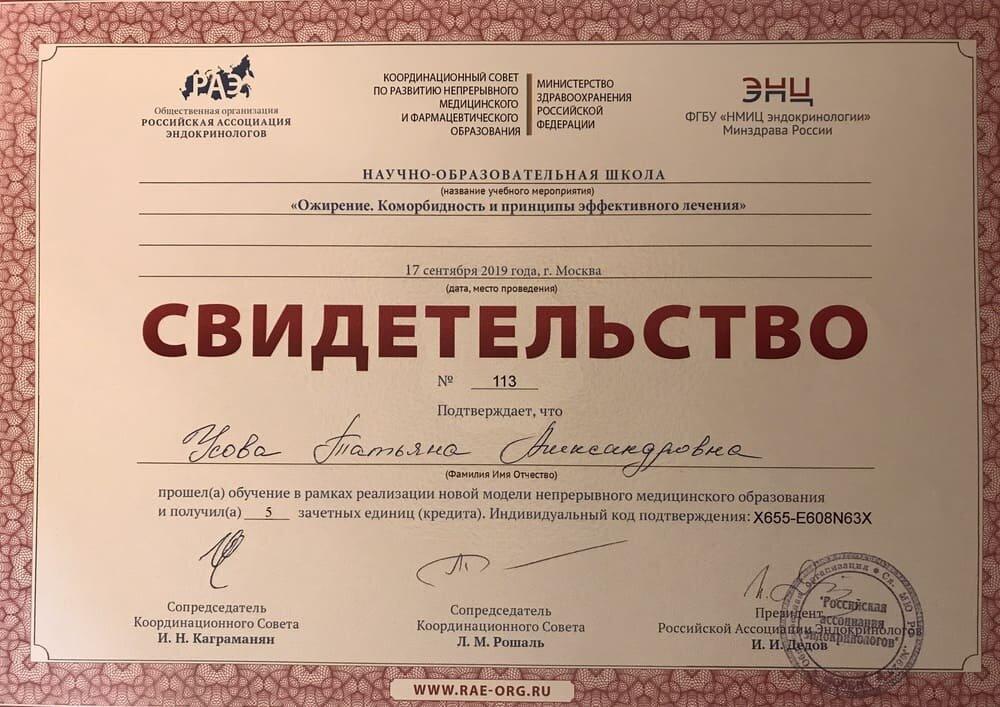 РАЭ
Общественная организация
РОССИЙСКАЯ АССОЦИАЦИЯ
ЭНДОКРИНОЛОГОВ
КООРДИНАЦИОННЫЙ СОВЕТ
ПО РАЗВИТИЮ НЕПРЕРЫВНОГО
МЕДИЦИНСКОГО
И ФАРМАЦЕВТИЧЕСКОГО
ОБРАЗОВАНИЯ
МИНИСТЕРСТВО
ЗДРАВООХРАНЕНИЯ
РОССИЙСКОЙ
ФЕДЕРАЦИИ
ЭНЦ
ФГБУ «НМИЦ эндокринологии»
Минздрава России
НАУЧНО-ОБРАЗОВАТЕЛЬНАЯ ШКОЛА
(название учебного мероприятия)
«Ожирение. Коморбидность и принципы эффективного лечения»
17 сентября 2019 года, г. Москва
(дата, место проведения)
СВИДЕТЕЛЬСТВО
№ 113
Подтверждает, что
Усова Татьяна Александровна
(Фамилия Имя Отчество)
прошел(а) обучение в рамках реализации новой модели непрерывного медицинского образования
и получил(а) 5 зачетных единиц (кредита). Индивидуальный код подтверждения: X655-E608N63X
Сопредседатель
Координационного Совета
И. Н. Каграманян
Сопредседатель
Координационного Совета
Л. М. Рошаль
Президент
Российской Ассоциации Эндокринологов
И. И. Дедов
"Российская
ассоциация
эндокринологов"
WWW.RAE-ORG.RU